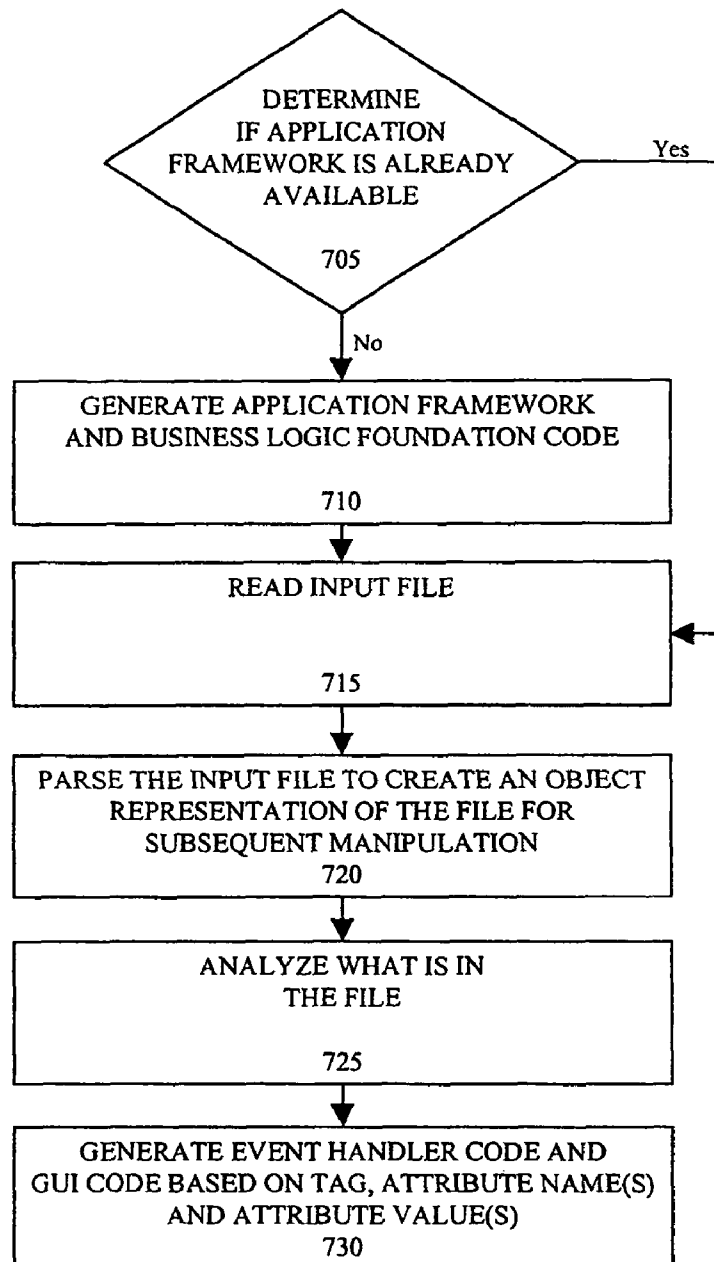 DETERMINE
IF APPLICATION
FRAMEWORK IS ALREADY
AVAILABLE
705
Yes
No
GENERATE APPLICATION FRAMEWORK
AND BUSINESS LOGIC FOUNDATION CODE
710
READ INPUT FILE
715
PARSE THE INPUT FILE TO CREATE AN OBJECT
REPRESENTATION OF THE FILE FOR
SUBSEQUENT MANIPULATION
720
ANALYZE WHAT IS IN
THE FILE
725
GENERATE EVENT HANDLER CODE AND
GUI CODE BASED ON TAG, ATTRIBUTE NAME(S)
AND ATTRIBUTE VALUE(S)
730